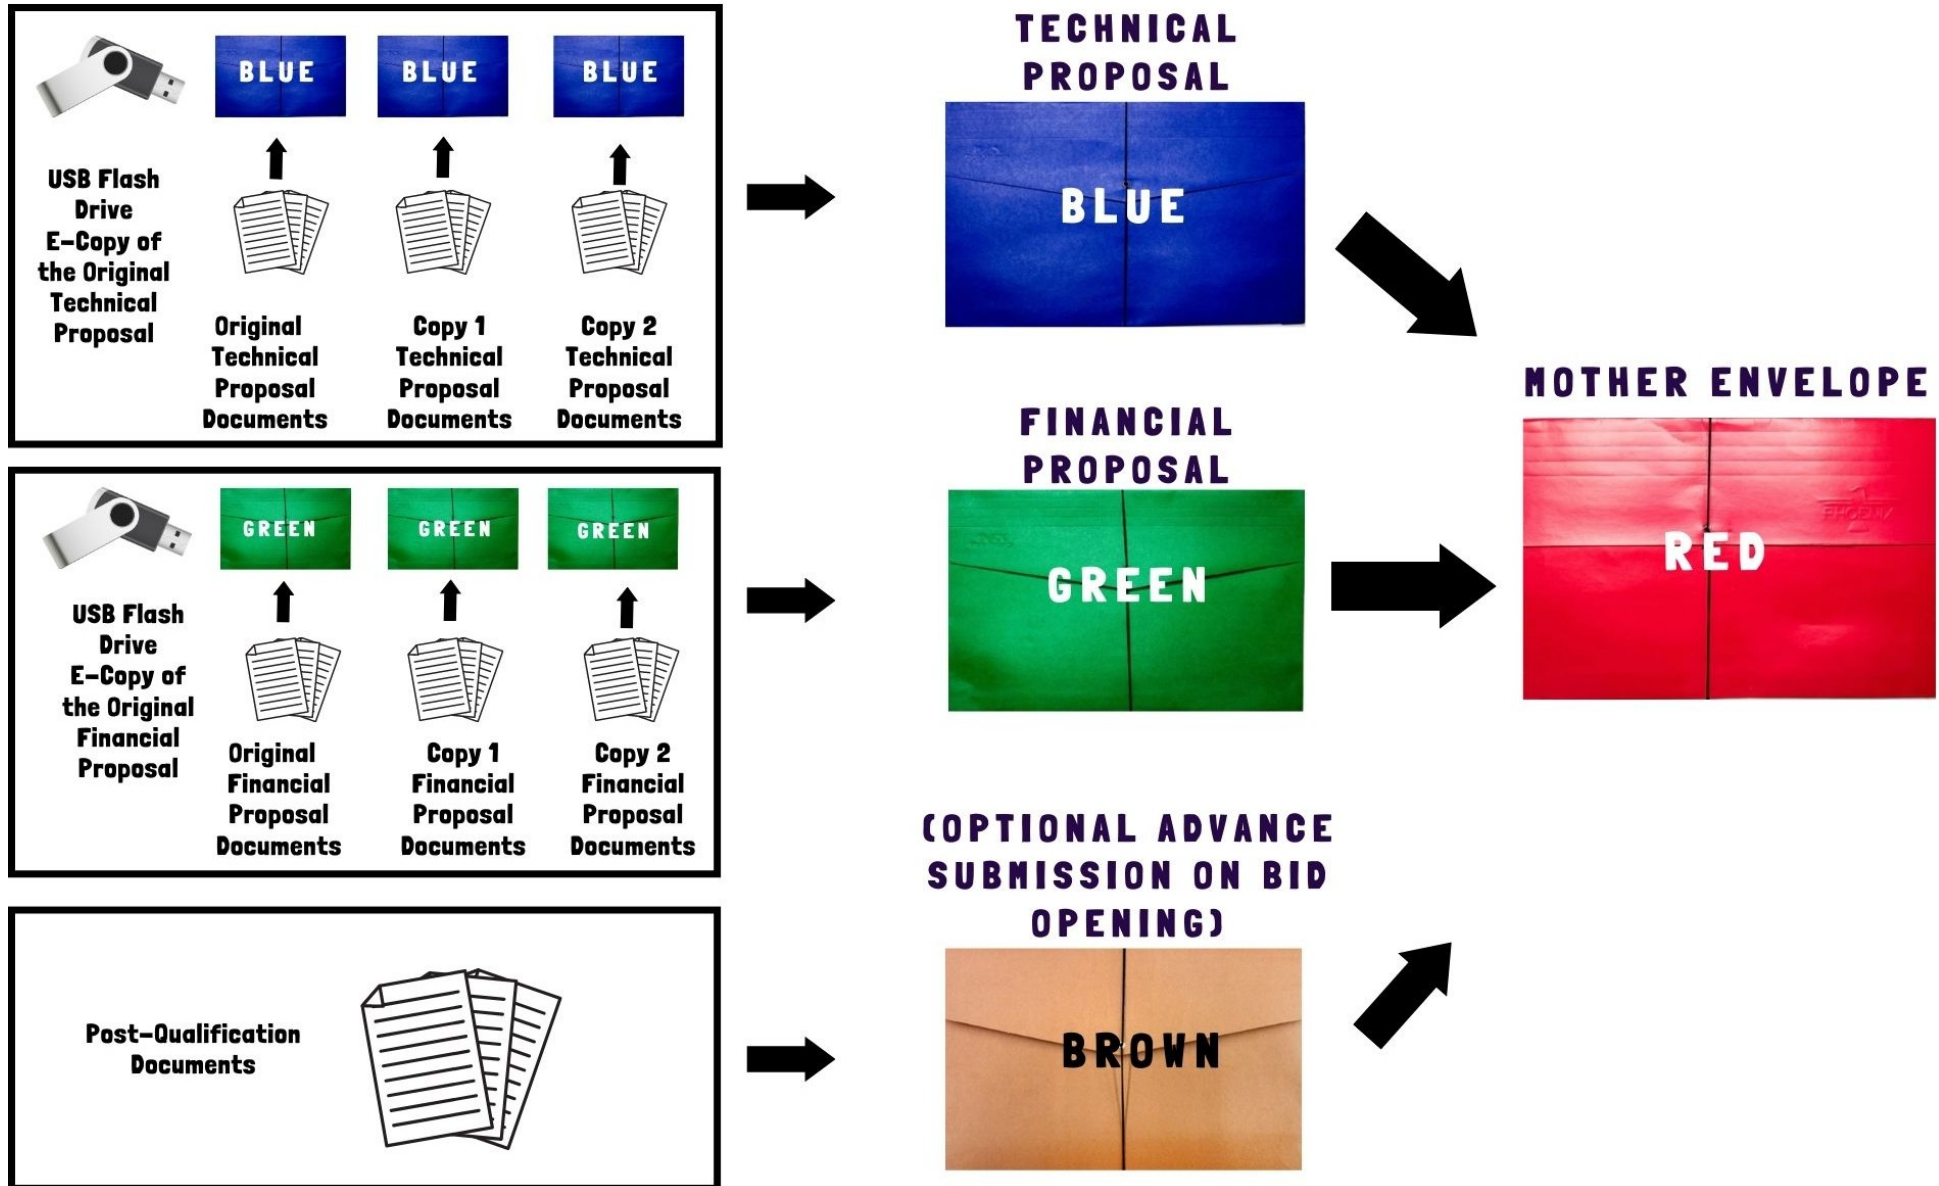 BLUE
BLUE
BLUE
USB Flash
Drive
E-Copy of
the Original
Technical
Proposal
Original
Technical
Proposal
Documents
Copy 1
Technical
Proposal
Documents
Copy 2
Technical
Proposal
Documents
TECHNICAL
PROPOSAL
BLUE
GREEN
GREEN
GREEN
USB Flash
Drive
E-Copy of
the Original
Financial
Proposal
Original
Financial
Proposal
Documents
Copy 1
Financial
Proposal
Documents
Copy 2
Financial
Proposal
Documents
FINANCIAL
PROPOSAL
GREEN
MOTHER ENVELOPE
PHOENIX
RED
Post-Qualification
Documents
(OPTIONAL ADVANCE
SUBMISSION ON BID
OPENING)
BROWN